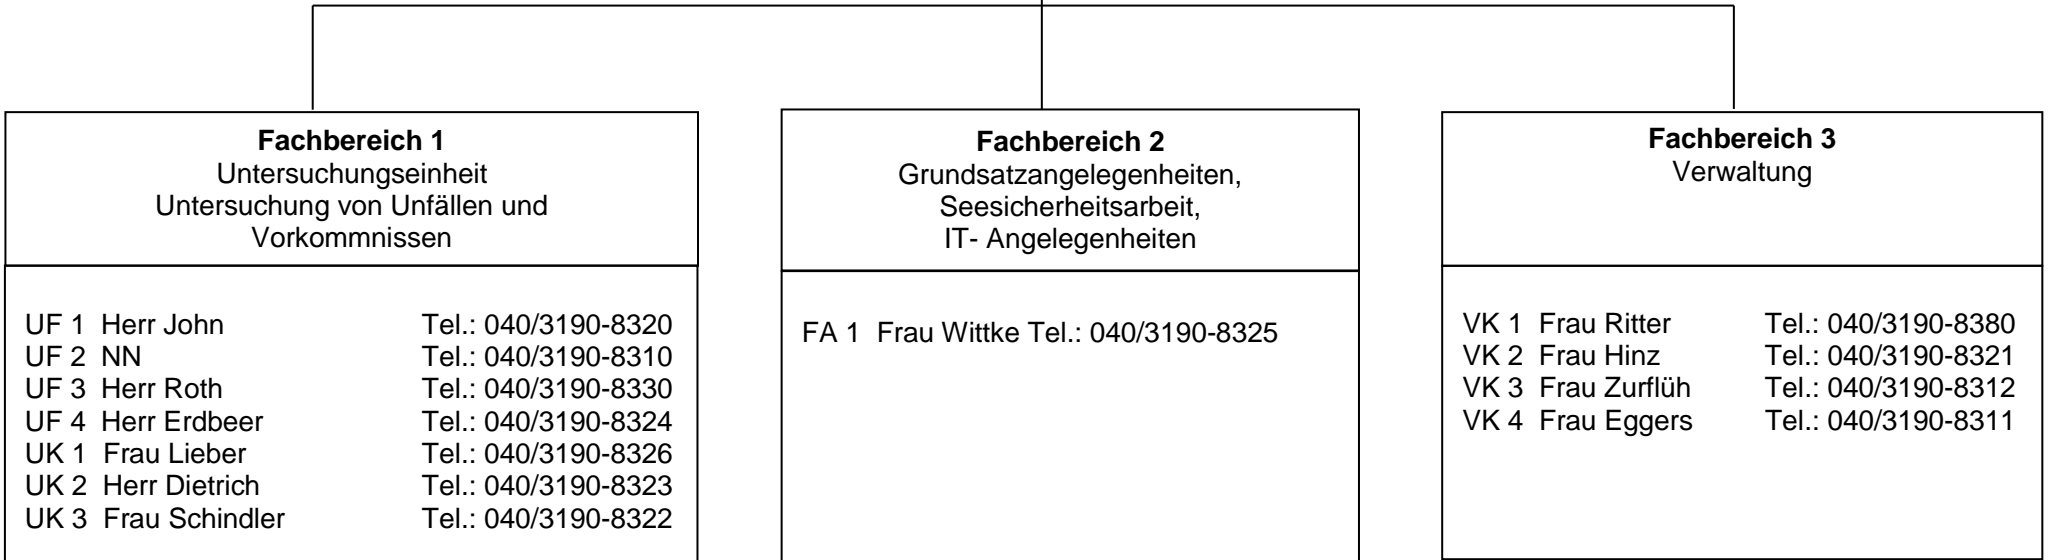 Fachbereich 1
Untersuchungseinheit
Untersuchung von Unfällen und
Vorkommnissen
UF 1 Herr John Tel.: 040/3190-8320
UF 2 NN Tel.: 040/3190-8310
UF 3 Herr Roth Tel.: 040/3190-8330
UF 4 Herr Erdbeer Tel.: 040/3190-8324
UK 1 Frau Lieber Tel.: 040/3190-8326
UK 2 Herr Dietrich Tel.: 040/3190-8323
UK 3 Frau Schindler Tel.: 040/3190-8322
Fachbereich 2
Grundsatzangelegenheiten,
Seesicherheitsarbeit,
IT- Angelegenheiten
FA 1 Frau Wittke Tel.: 040/3190-8325
Fachbereich 3
Verwaltung
VK 1 Frau Ritter Tel.: 040/3190-8380
VK 2 Frau Hinz Tel.: 040/3190-8321
VK 3 Frau Zurflüh Tel.: 040/3190-8312
VK 4 Frau Eggers Tel.: 040/3190-8311